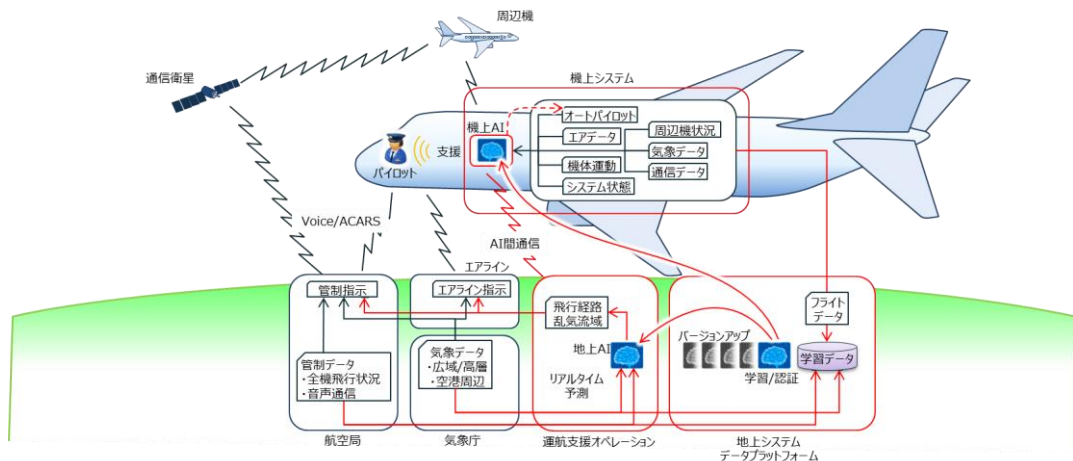 周辺機
通信衛星
機上システム
機上AI
オートパイロット
エアデータ
機体運動
システム状態
周辺機状況
気象データ
通信データ
支援
パイロット
Voice/ACARS
AI間通信
エアライン
管制指示
エアライン指示
飛行経路
乱気流域
フライト
データ
バージョンアップ
地上AI
学習データ
学習/認証
管制データ
・全機飛行状況
・音声通信
気象データ
・広域/高層
・空港周辺
リアルタイム
予測
航空局
気象庁
運航支援オペレーション
地上システム
データプラットフォーム